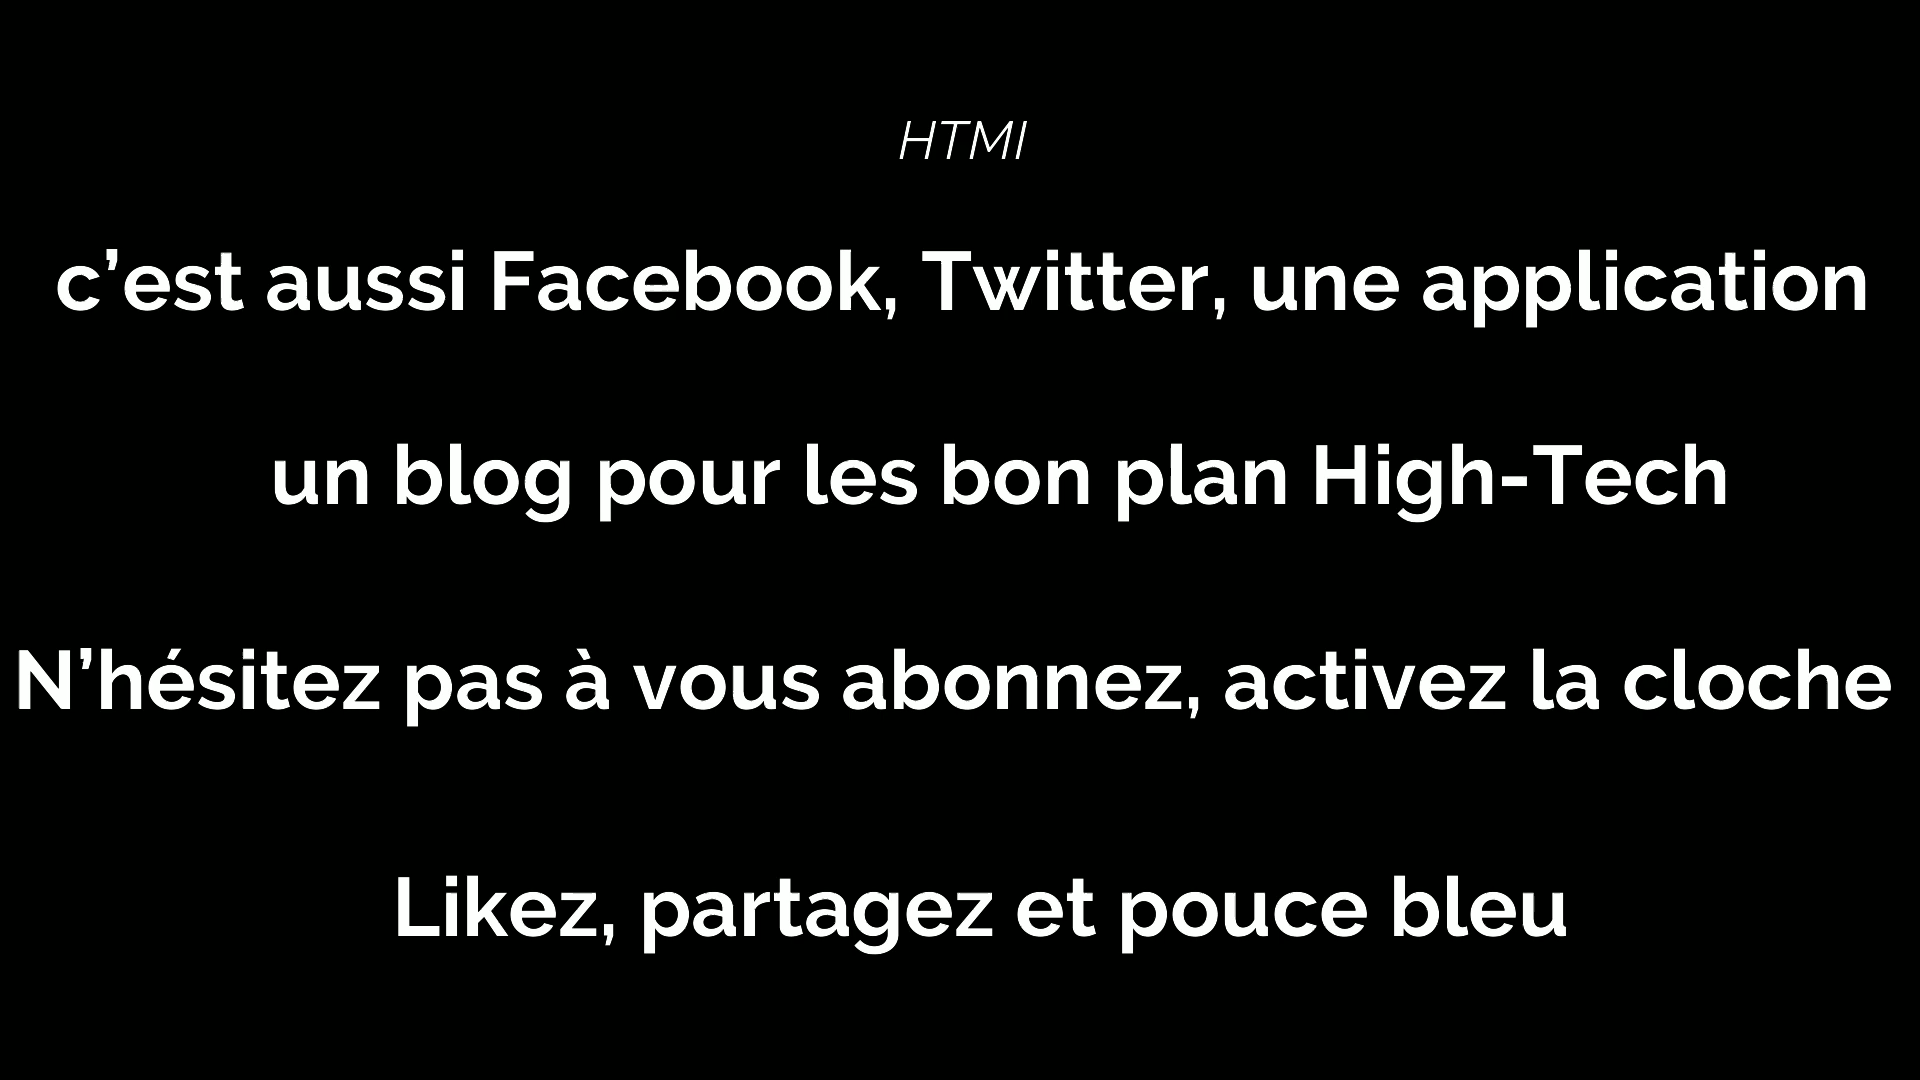 HTMI
c’est aussi Facebook, Twitter, une application
un blog pour les bon plan High-Tech
N’hésitez pas à vous abonnez, activez la cloche
Likez, partagez et pouce bleu